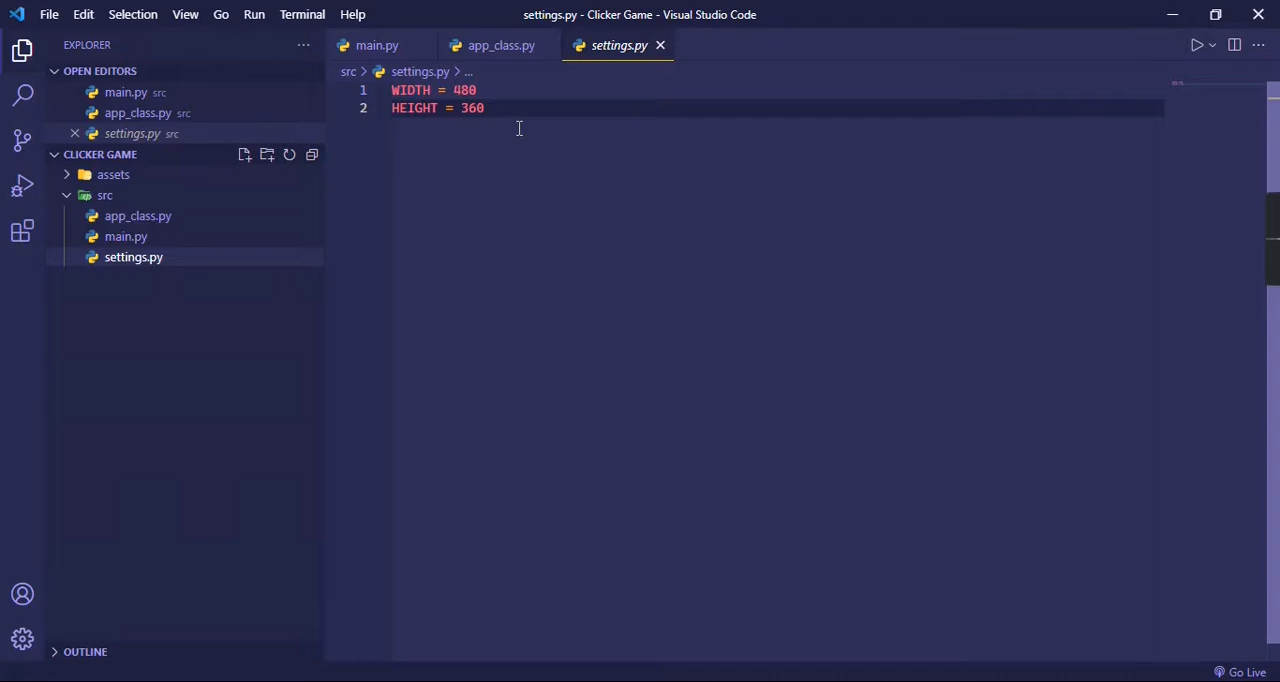 File Edit Selection View Go Run Terminal Help settings.py - Clicker Game - Visual Studio Code
EXPLORER
main.py app_class.py settings.py
OPEN EDITORS
main.py src
app_class.py src
settings.py src
CLICKER GAME
assets
src
app_class.py
main.py
settings.py
OUTLINE
src > settings.py > ...
1 WIDTH = 480
2 HEIGHT = 360
Go Live